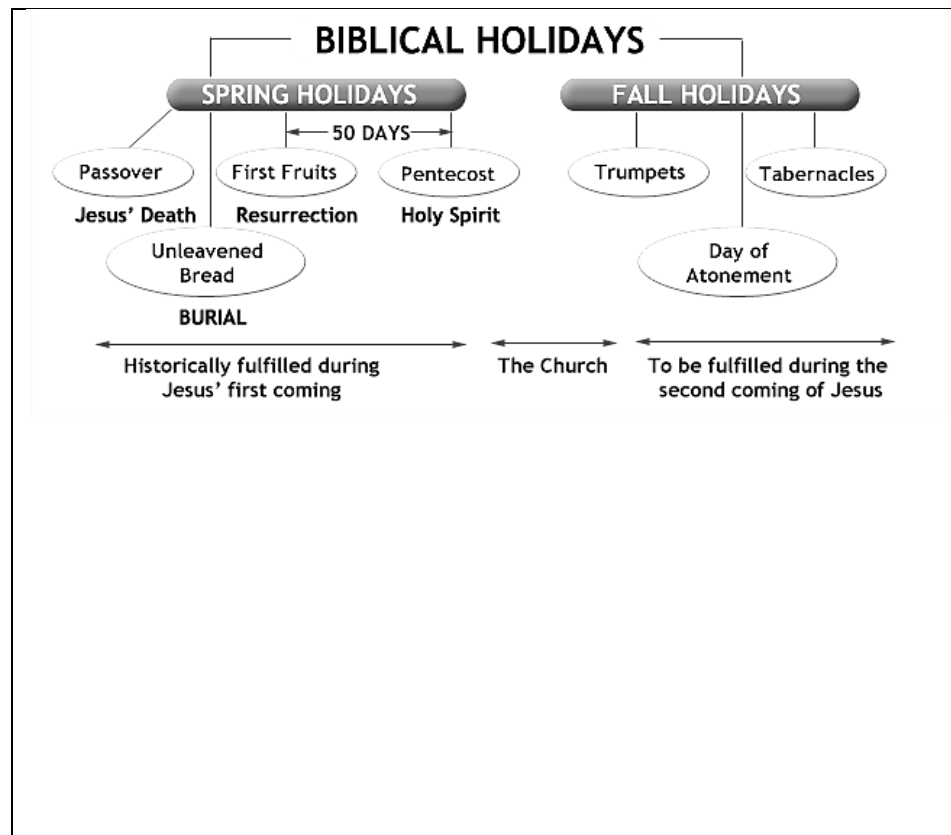 BIBLICAL HOLIDAYS
SPRING HOLIDAYS
FALL HOLIDAYS
50 DAYS
Passover
First Fruits
Pentecost
Trumpets
Tabernacles
Jesus’ Death
Resurrection
Holy Spirit
Unleavened
Bread
Day of
Atonement
BURIAL
Historically fulfilled during
Jesus’ first coming
The Church
To be fulfilled during the
second coming of Jesus